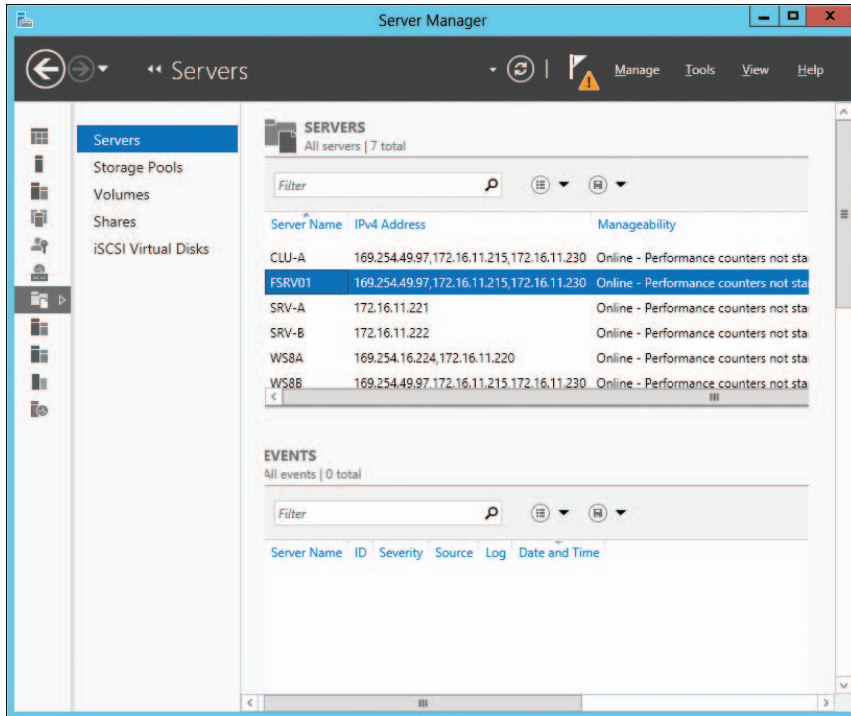 Server Manager
Servers
Manage Tools View Help
Servers
Storage Pools
Volumes
Shares
iSCSI Virtual Disks
SERVERS
All servers | 7 total
Filter
Server Name IPv4 Address Manageability
CLU-A 169.254.49.97,172.16.11.215,172.16.11.230 Online - Performance counters not sta
FSRV01 169.254.49.97,172.16.11.215,172.16.11.230 Online - Performance counters not sta
SRV-A 172.16.11.221 Online - Performance counters not sta
SRV-B 172.16.11.222 Online - Performance counters not sta
WS8A 169.254.16.224,172.16.11.220 Online - Performance counters not sta
WS8B 169.254.49.97,172.16.11.215,172.16.11.230 Online - Performance counters not sta
EVENTS
All events | 0 total
Filter
Server Name ID Severity Source Log Date and Time